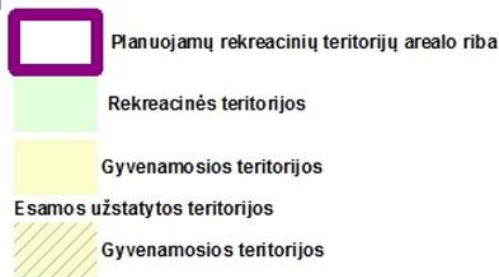 Planuojamų rekreacinių teritorijų arealo riba
Rekreacinės teritorijos
Gyvenamosios teritorijos
Esamos užstatytos teritorijos
Gyvenamosios teritorijos